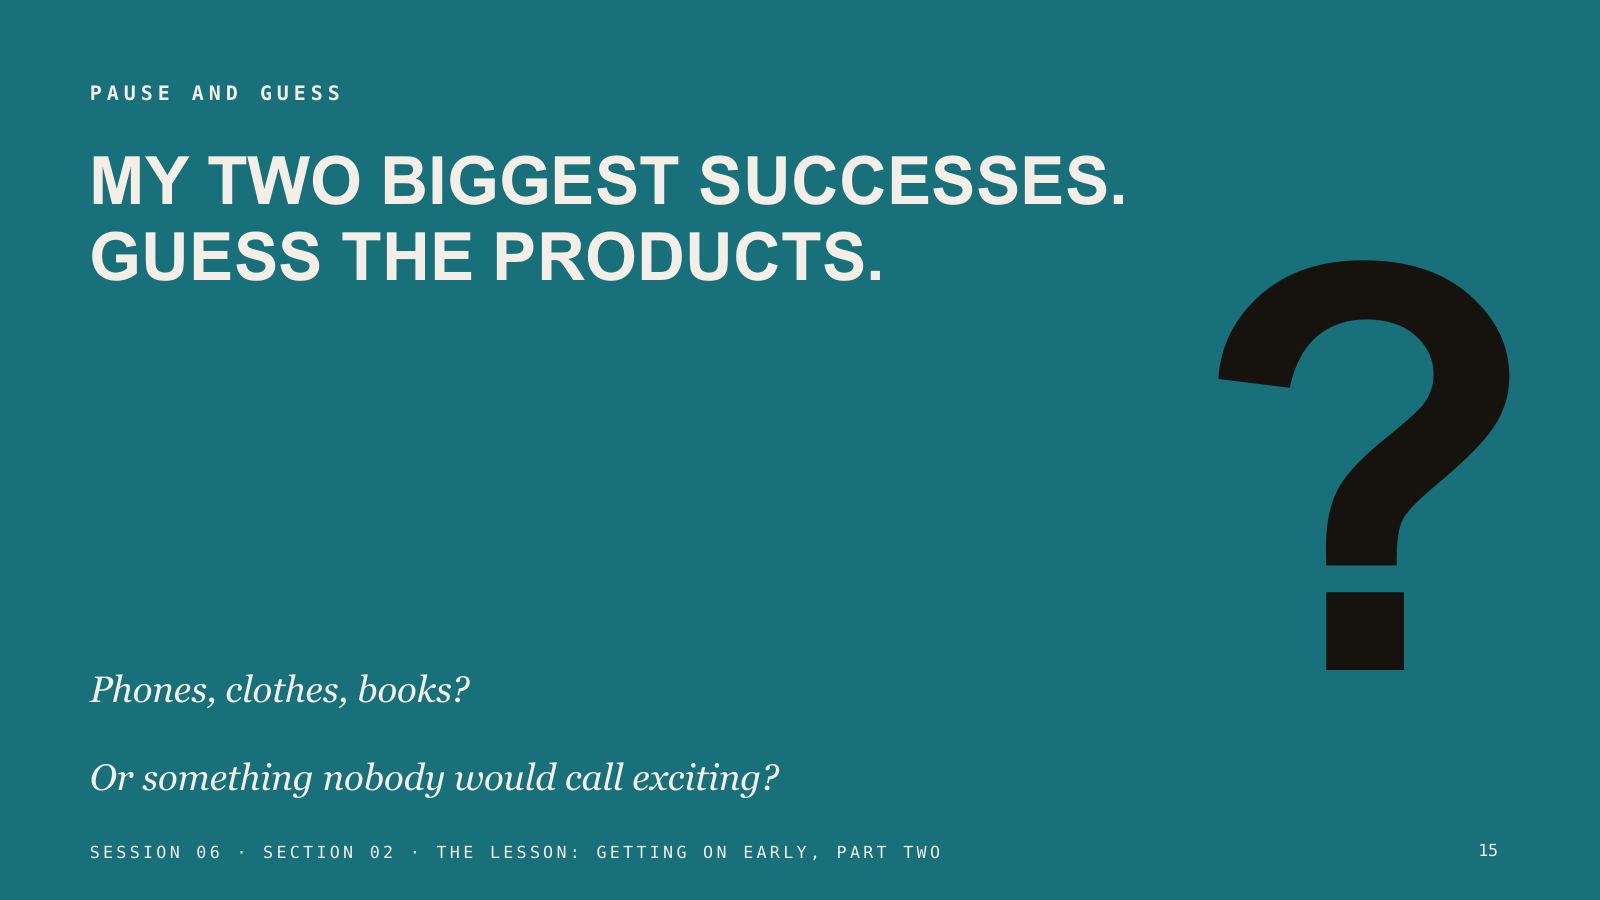 PAUSE AND GUESS
MY TWO BIGGEST SUCCESSES.
GUESS THE PRODUCTS.
?
Phones, clothes, books?
Or something nobody would call exciting?
SESSION 06 · SECTION 02 · THE LESSON: GETTING ON EARLY, PART TWO
15